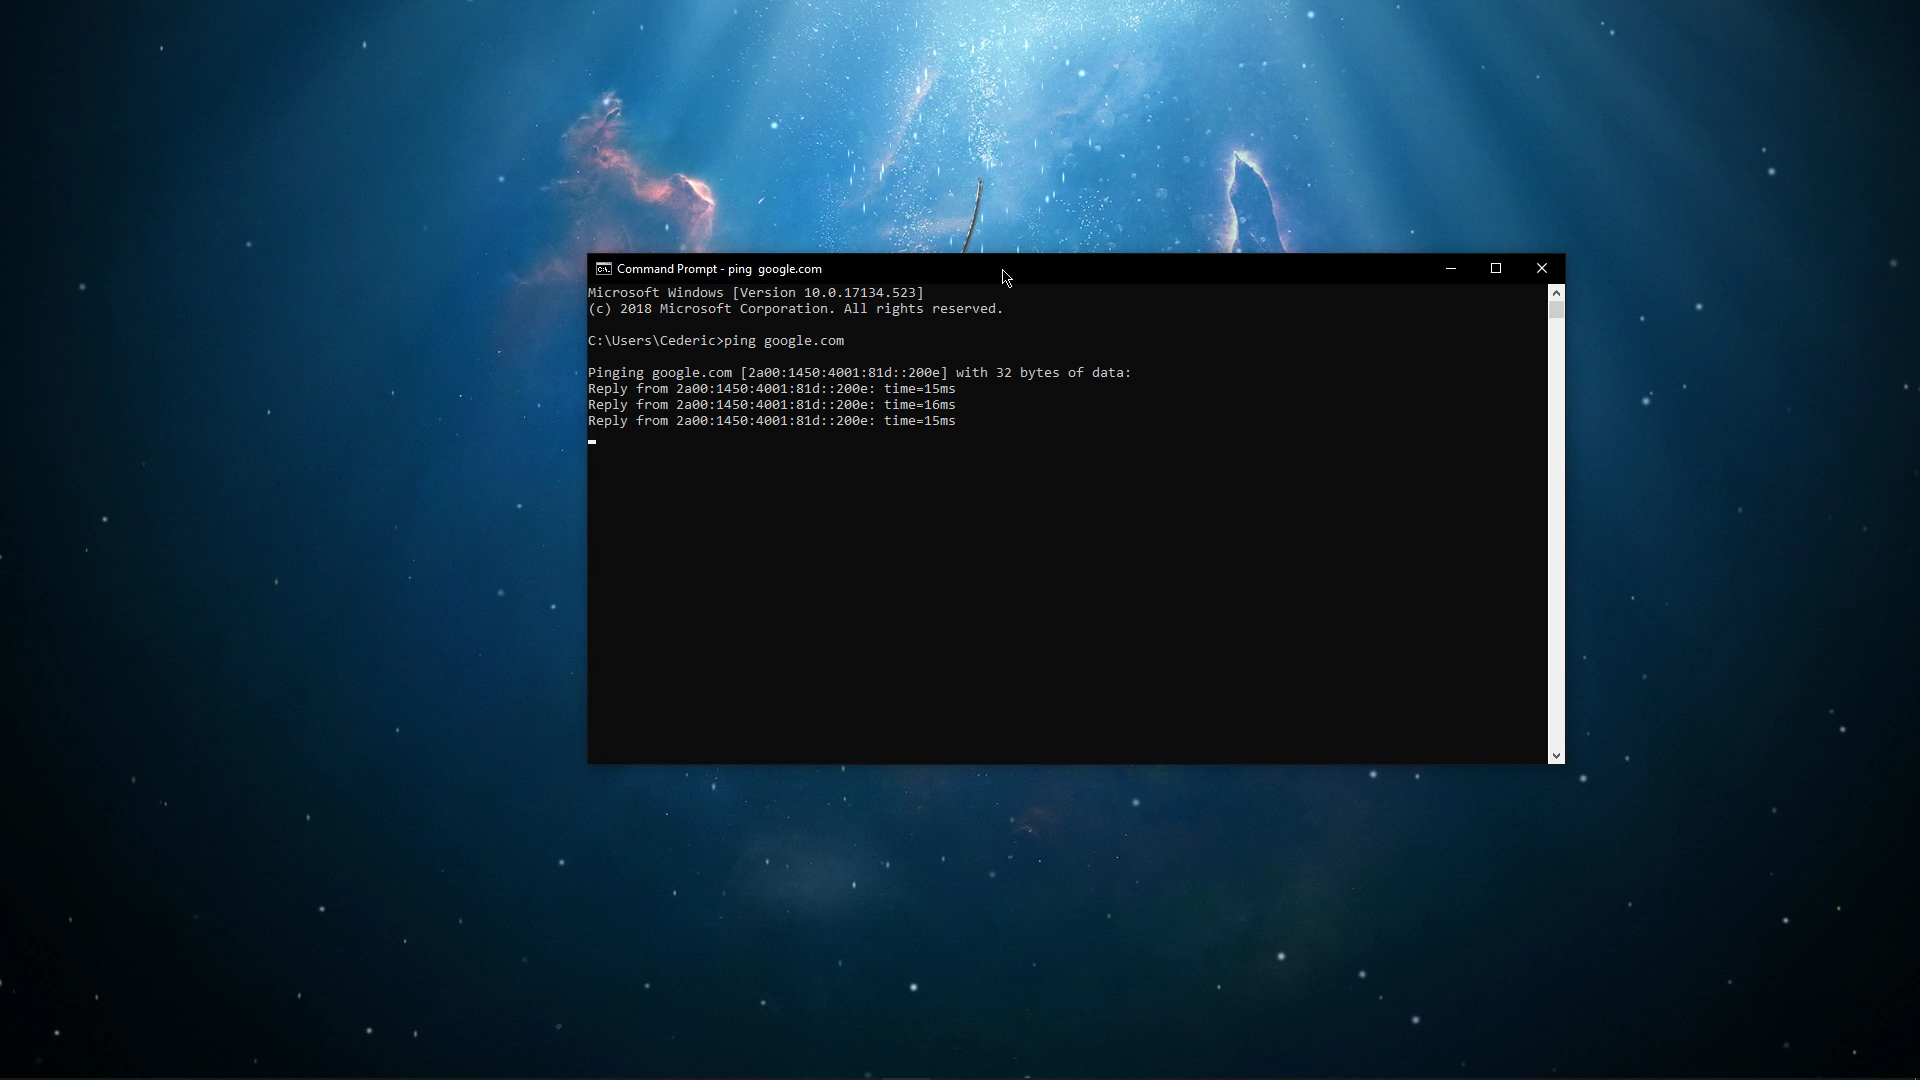 Command Prompt - ping  google.com
Microsoft Windows [Version 10.0.17134.523]
(c) 2018 Microsoft Corporation. All rights reserved.
C:\Users\Cederic>ping google.com
Pinging google.com [2a00:1450:4001:81d::200e] with 32 bytes of data:
Reply from 2a00:1450:4001:81d::200e: time=15ms
Reply from 2a00:1450:4001:81d::200e: time=16ms
Reply from 2a00:1450:4001:81d::200e: time=15ms